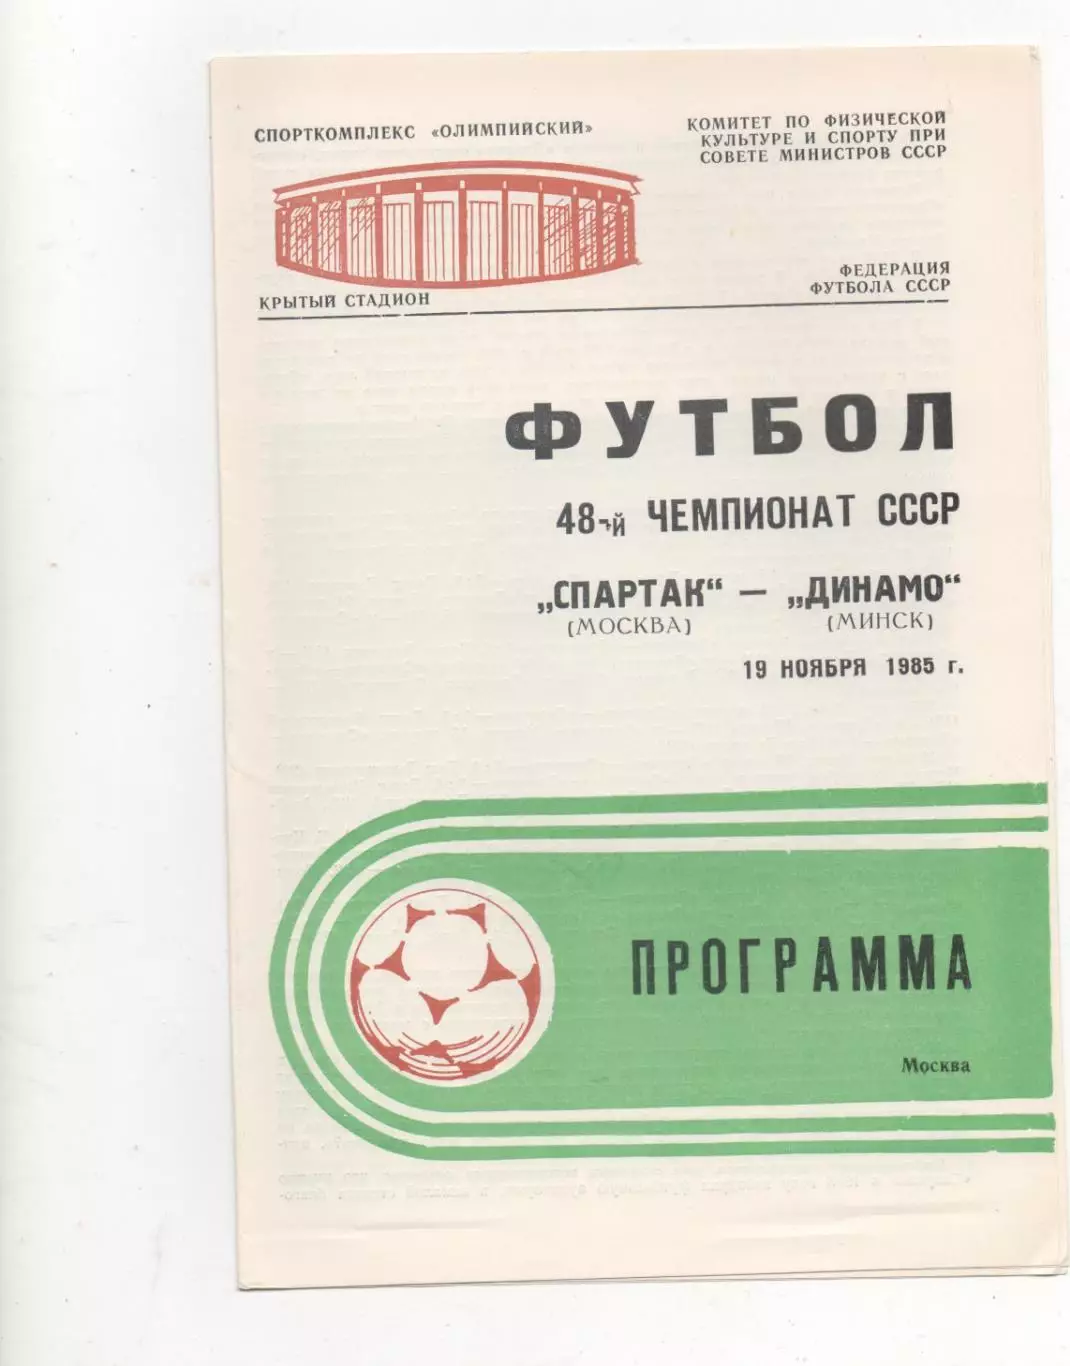 СПОРТКОМПЛЕКС «ОЛИМПИЙСКИЙ»
КРЫТЫЙ СТАДИОН
КОМИТЕТ ПО ФИЗИЧЕСКОЙ
КУЛЬТУРЕ И СПОРТУ ПРИ
СОВЕТЕ МИНИСТРОВ СССР
ФЕДЕРАЦИЯ
ФУТБОЛА СССР
ФУТБОЛ
48-й ЧЕМПИОНАТ СССР
„СПАРТАК“ — „ДИНАМО“
(МОСКВА) (МИНСК)
19 НОЯБРЯ 1985 г.
ПРОГРАММА
Москва